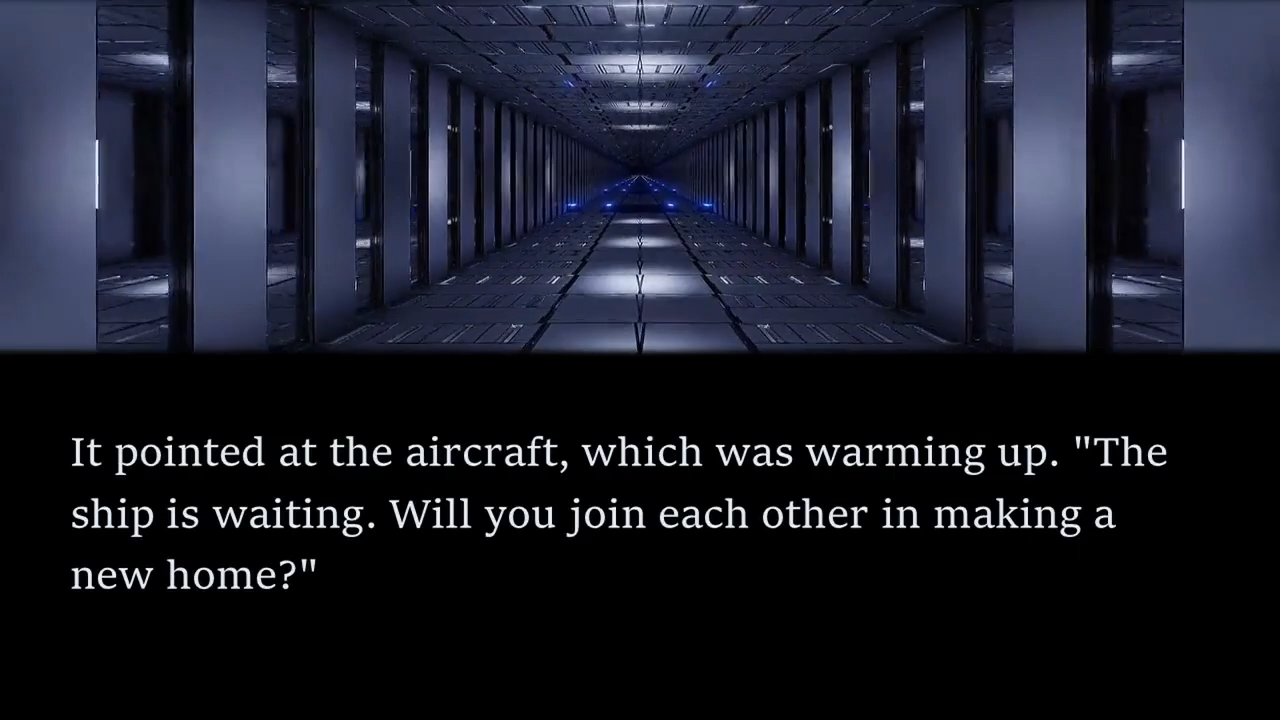 It pointed at the aircraft, which was warming up. "The
ship is waiting. Will you join each other in making a
new home?"